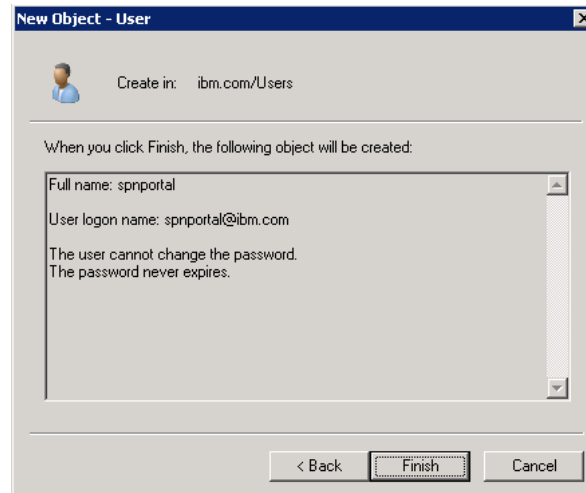 New Object - User
Create in: ibm.com/Users
When you click Finish, the following object will be created:
Full name: spnportal
User logon name: spnportal@ibm.com
The user cannot change the password.
The password never expires.
< Back Finish Cancel